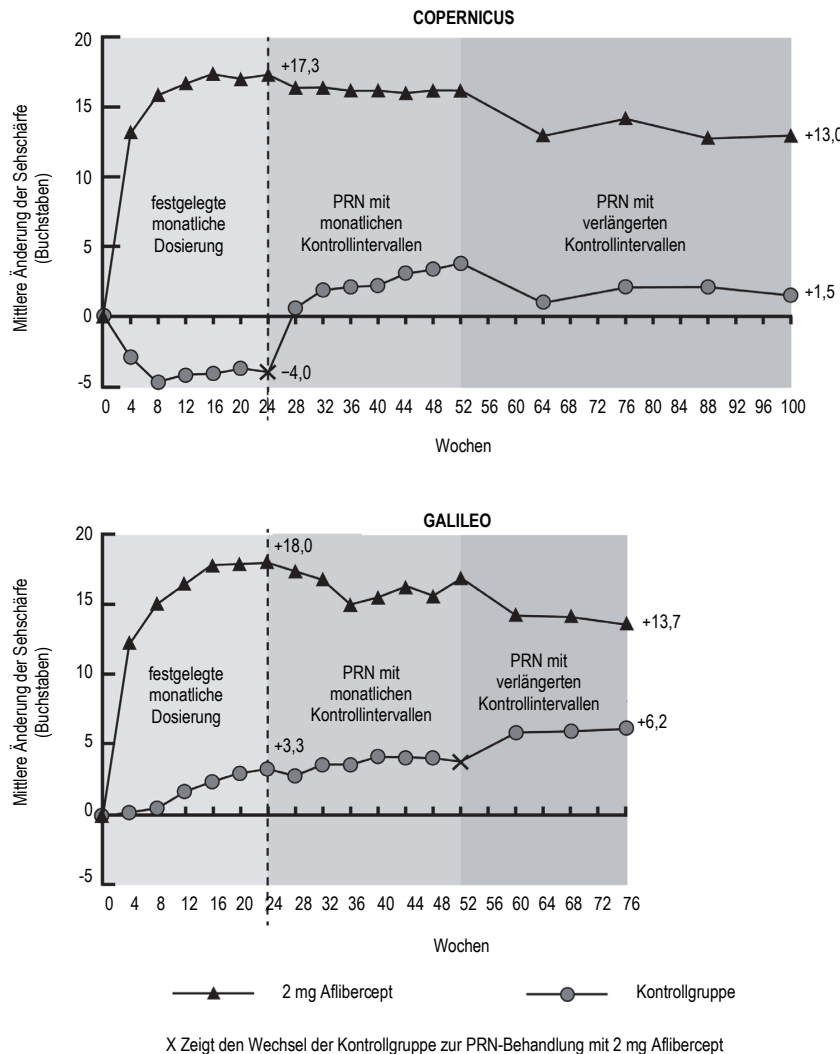 COPERNICUS
Mittlere Änderung der Sehschärfe
(Buchstaben)
20
15
10
5
0
-5
+17,3
+13,0
festgelegte
monatliche
Dosierung
PRN mit
monatlichen
Kontrollintervallen
PRN mit
verlängerten
Kontrollintervallen
+1,5
−4,0
0 4 8 12 16 20 24 28 32 36 40 44 48 52 56 60 64 68 72 76 80 84 88 92 96 100
Wochen
GALILEO
Mittlere Änderung der Sehschärfe
(Buchstaben)
20
15
10
5
0
-5
+18,0
+13,7
festgelegte
monatliche
Dosierung
PRN mit
monatlichen
Kontrollintervallen
PRN mit
verlängerten
Kontrollintervallen
+3,3
+6,2
0 4 8 12 16 20 24 28 32 36 40 44 48 52 56 60 64 68 72 76
Wochen
2 mg Aflibercept
Kontrollgruppe
X Zeigt den Wechsel der Kontrollgruppe zur PRN-Behandlung mit 2 mg Aflibercept